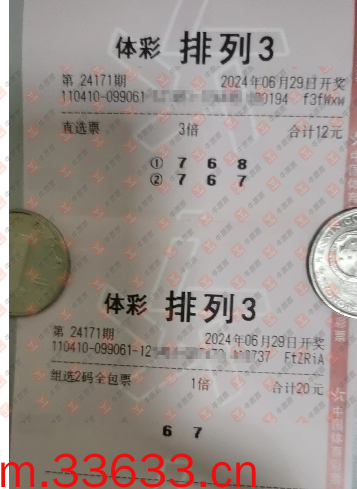 体彩 排列3
第 24171期 2024年06月29日开奖
110410-099061 00194 f3fWxw
直选票 3倍 合计12元
① 7 6 8
② 7 6 7
体彩 排列3
第 24171期 2024年06月29日开奖
110410-099061-12 0737 FtZRiA
组选2码全包票 1倍 合计20元
6 7
m.33633.cn